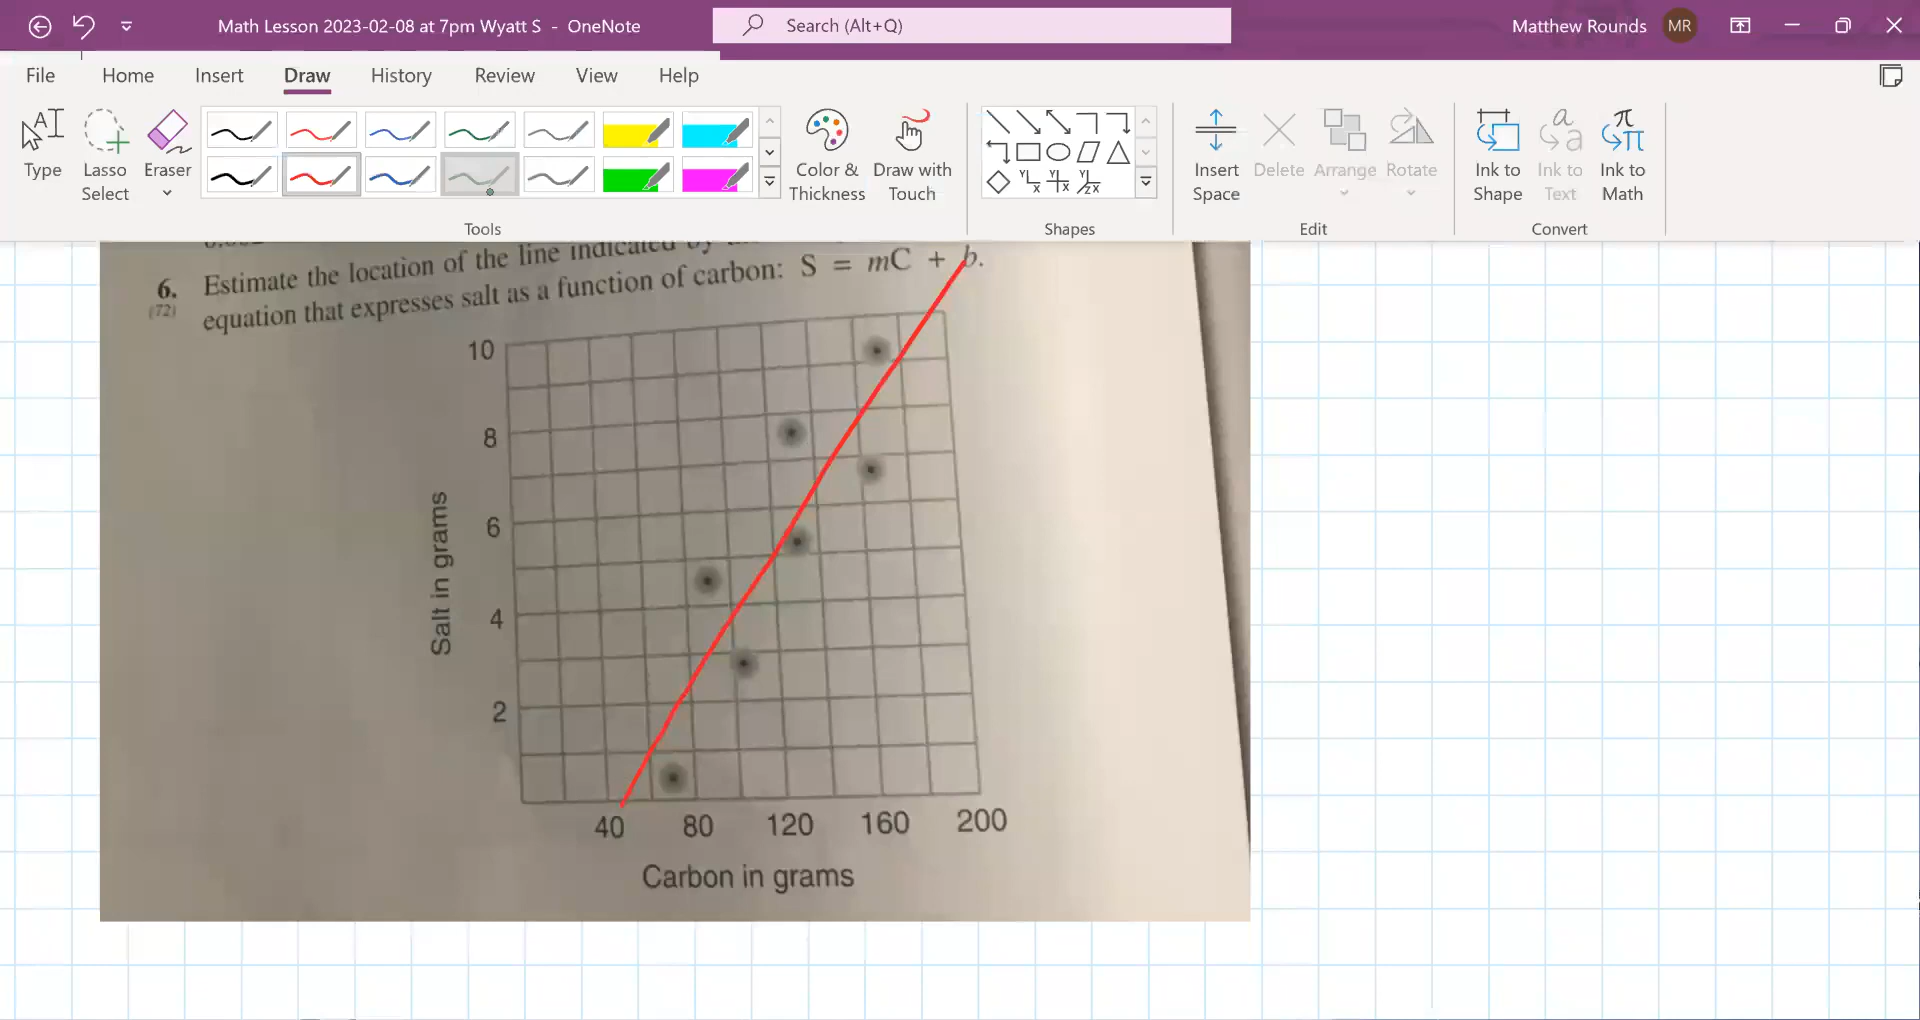 Math Lesson 2023-02-08 at 7pm Wyatt S - OneNote
Search (Alt+Q)
Matthew Rounds
MR
File Home Insert Draw History Review View Help
Type
Lasso Select
Eraser
Color & Thickness
Draw with Touch
Insert Space
Delete
Arrange
Rotate
Ink to Shape
Ink to Text
Ink to Math
Tools
Shapes
Edit
Convert
6. Estimate the location of the line indicated by
(72) equation that expresses salt as a function of carbon: S = mC + b.
10
8
6
4
2
Salt in grams
40 80 120 160 200
Carbon in grams